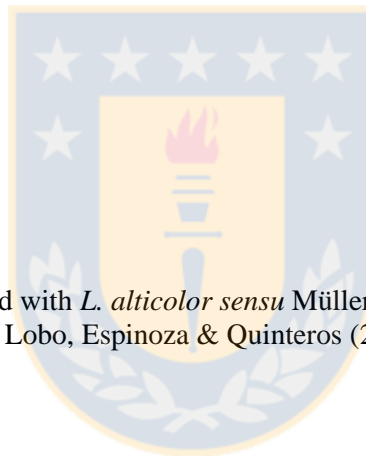 d with L. alticolor sensu Müller
Lobo, Espinoza & Quinteros (2